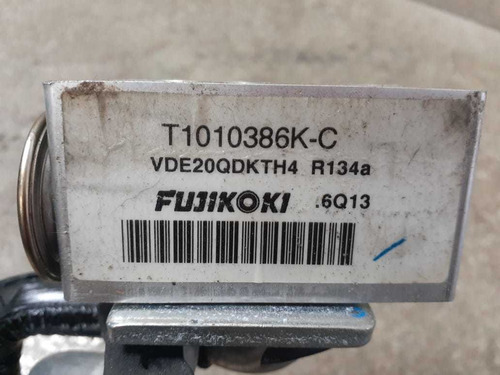 T1010386K-C
VDE20QDKTH4 R134a
FUJIKOKI .6Q13